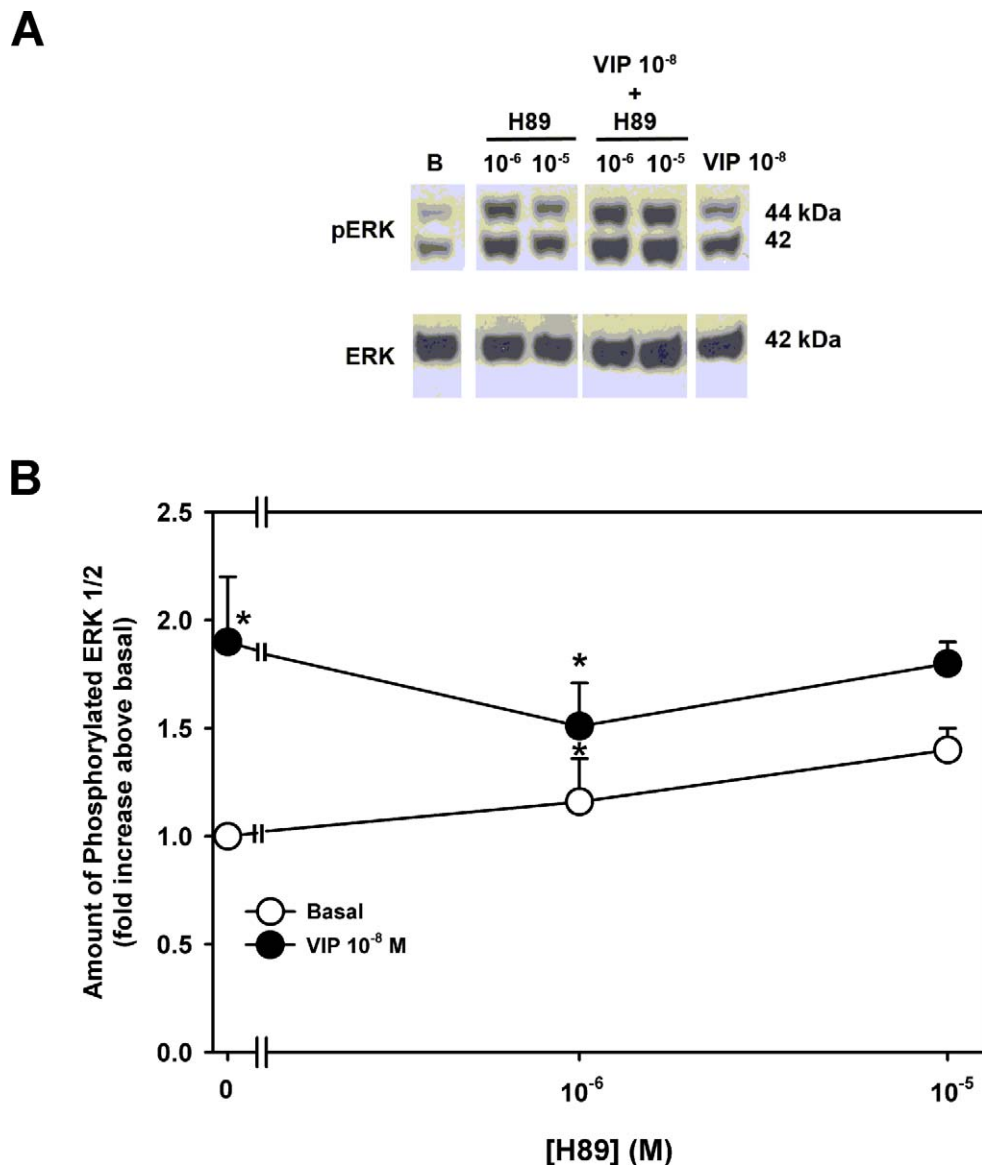 A
VIP 10⁻⁸
+
H89 H89
B 10⁻⁶ 10⁻⁵ 10⁻⁶ 10⁻⁵ VIP 10⁻⁸
pERK 44 kDa
42
ERK 42 kDa
B
Amount of Phosphorylated ERK 1/2
(fold increase above basal)
2.5
2.0
1.5
1.0
0.5
0.0
*
*
*
Basal
VIP 10⁻⁸ M
0 10⁻⁶ 10⁻⁵
[H89] (M)